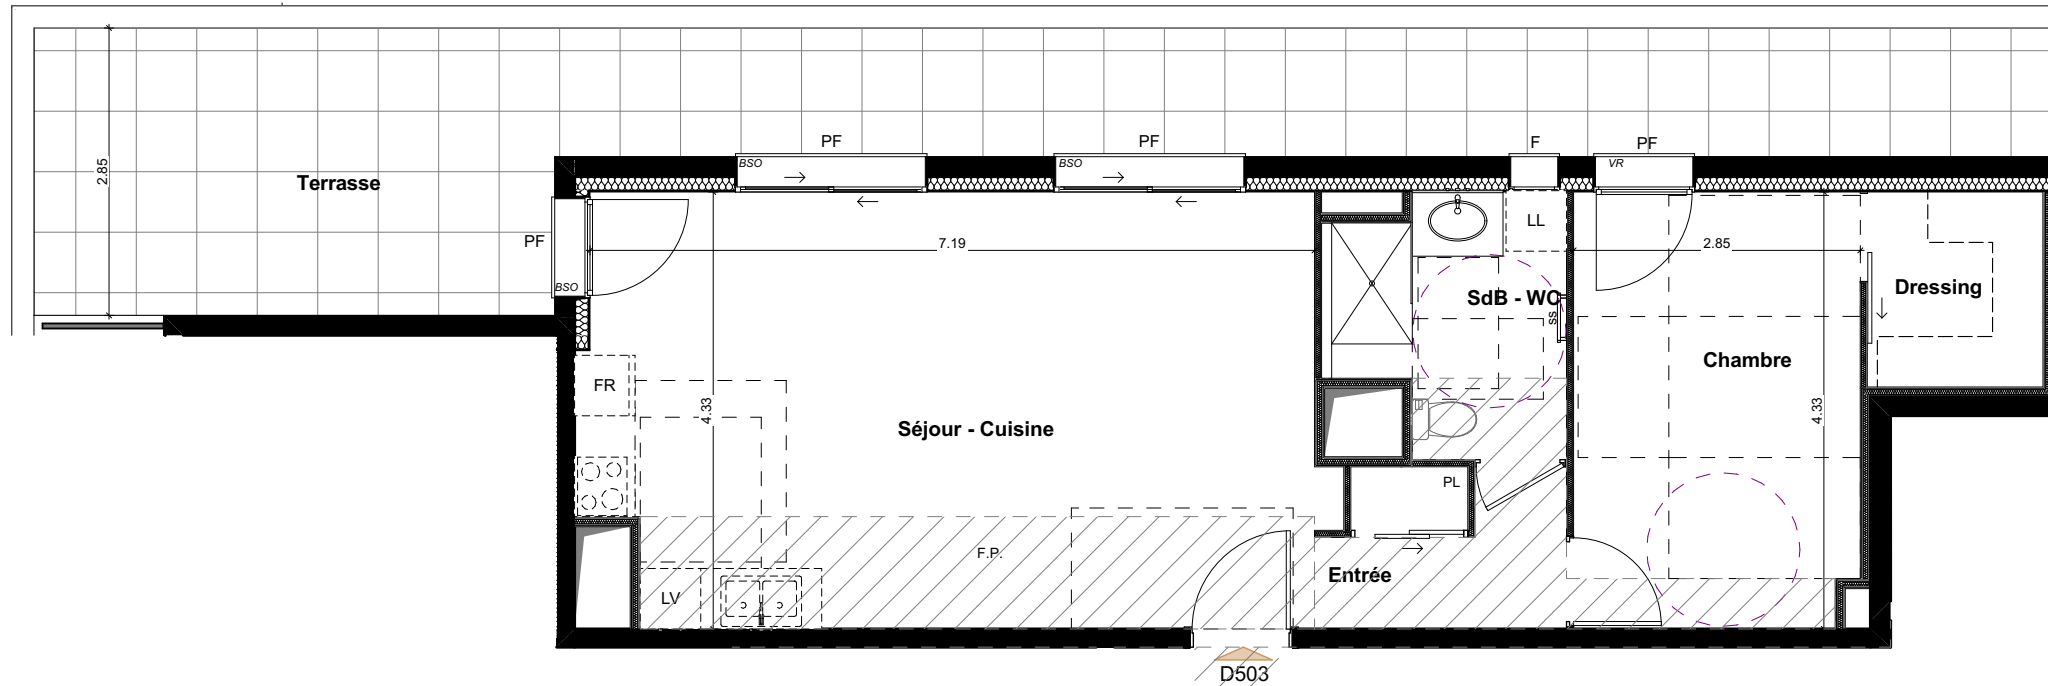 PF
PF
F
PF
BSO
BSO
VR
2.85
Terrasse
LL
PF
7.19
2.85
BSO
SdB - WC
Dressing
SS
Chambre
FR
4.33
4.33
Séjour - Cuisine
PL
F.P.
Entrée
LV
D503